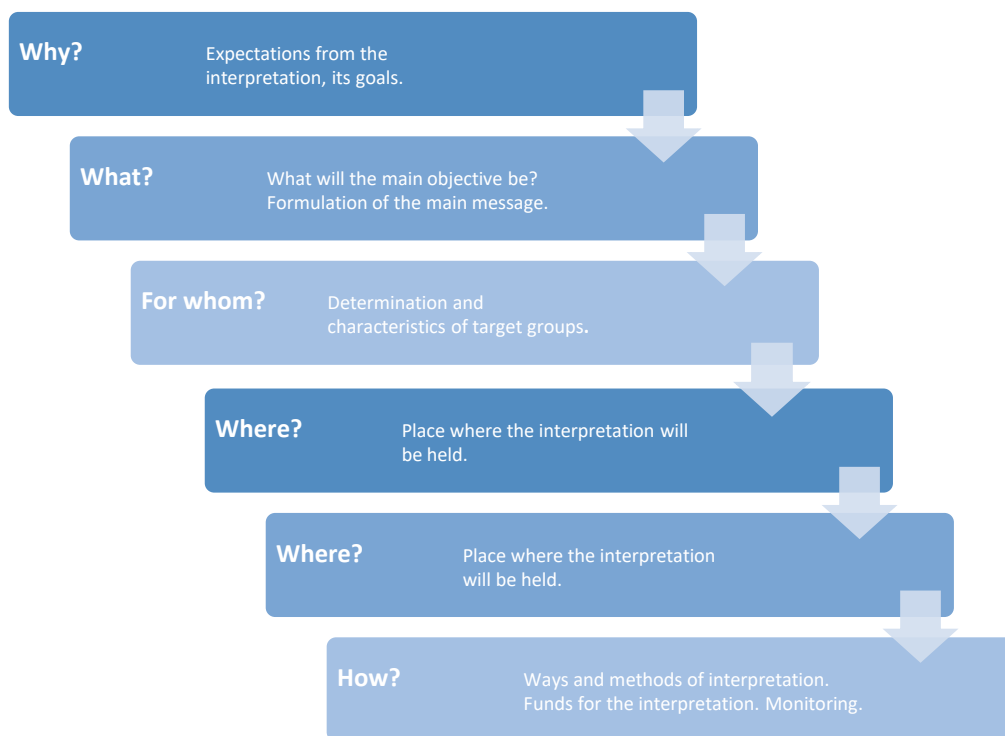 Why?
Expectations from the
interpretation, its goals.
What?
What will the main objective be?
Formulation of the main message.
For whom?
Determination and
characteristics of target groups.
Where?
Place where the interpretation will
be held.
Where?
Place where the interpretation
will be held.
How?
Ways and methods of interpretation.
Funds for the interpretation. Monitoring.